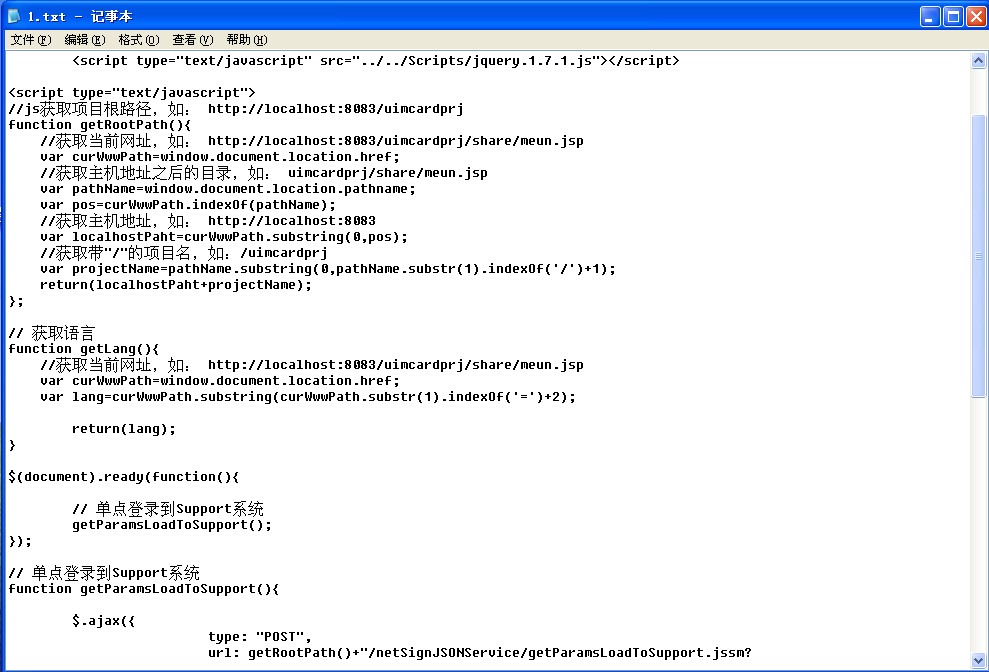 1.txt - 记事本
文件(F) 编辑(E) 格式(O) 查看(V) 帮助(H)
<script type="text/javascript" src="../../Scripts/jquery.1.7.1.js"></script>
<script type="text/javascript">
//js获取项目根路径，如： http://localhost:8083/uimcardprj
function getRootPath(){
//获取当前网址，如： http://localhost:8083/uimcardprj/share/meun.jsp
var curWwwPath=window.document.location.href;
//获取主机地址之后的目录，如： uimcardprj/share/meun.jsp
var pathName=window.document.location.pathname;
var pos=curWwwPath.indexOf(pathName);
//获取主机地址，如： http://localhost:8083
var localhostPaht=curWwwPath.substring(0,pos);
//获取带"/"的项目名，如：/uimcardprj
var projectName=pathName.substring(0,pathName.substr(1).indexOf('/')+1);
return(localhostPaht+projectName);
};
// 获取语言
function getLang(){
//获取当前网址，如： http://localhost:8083/uimcardprj/share/meun.jsp
var curWwwPath=window.document.location.href;
var lang=curWwwPath.substring(curWwwPath.substr(1).indexOf('=')+2);
return(lang);
}
$(document).ready(function(){
// 单点登录到Support系统
getParamsLoadToSupport();
});
// 单点登录到Support系统
function getParamsLoadToSupport(){
$.ajax({
type: "POST",
url: getRootPath()+"/netSignJSONService/getParamsLoadToSupport.jssm?